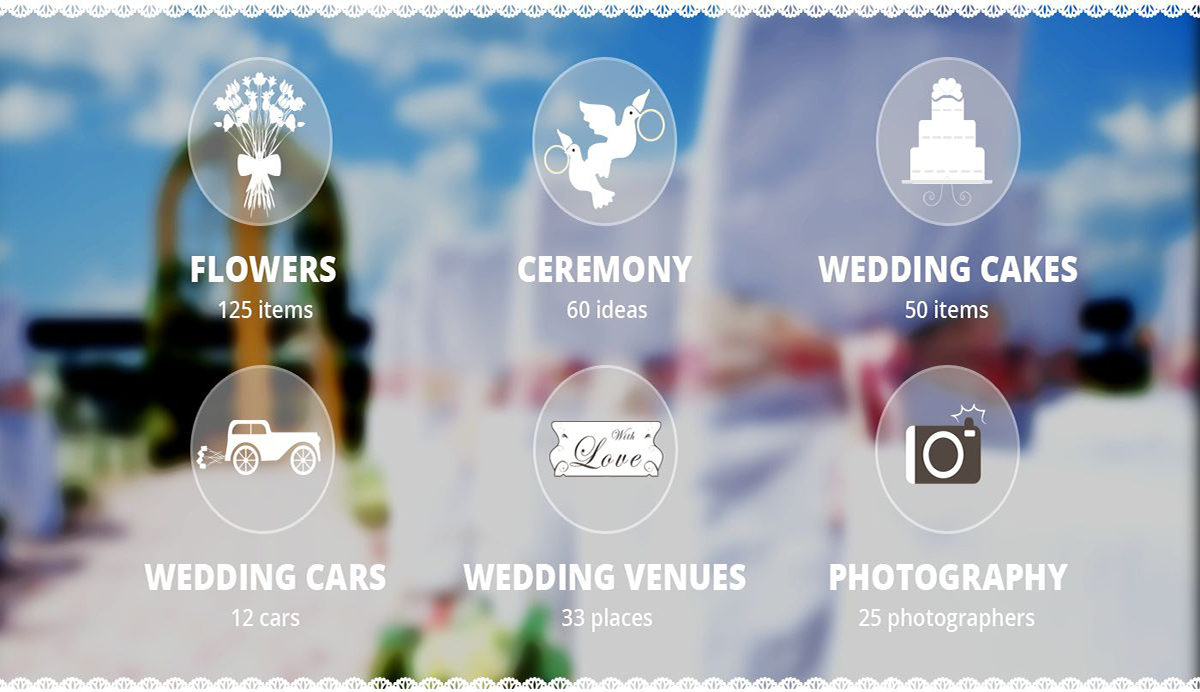 FLOWERS
125 items
CEREMONY
60 ideas
WEDDING CAKES
50 items
With
Love
WEDDING CARS
12 cars
WEDDING VENUES
33 places
PHOTOGRAPHY
25 photographers